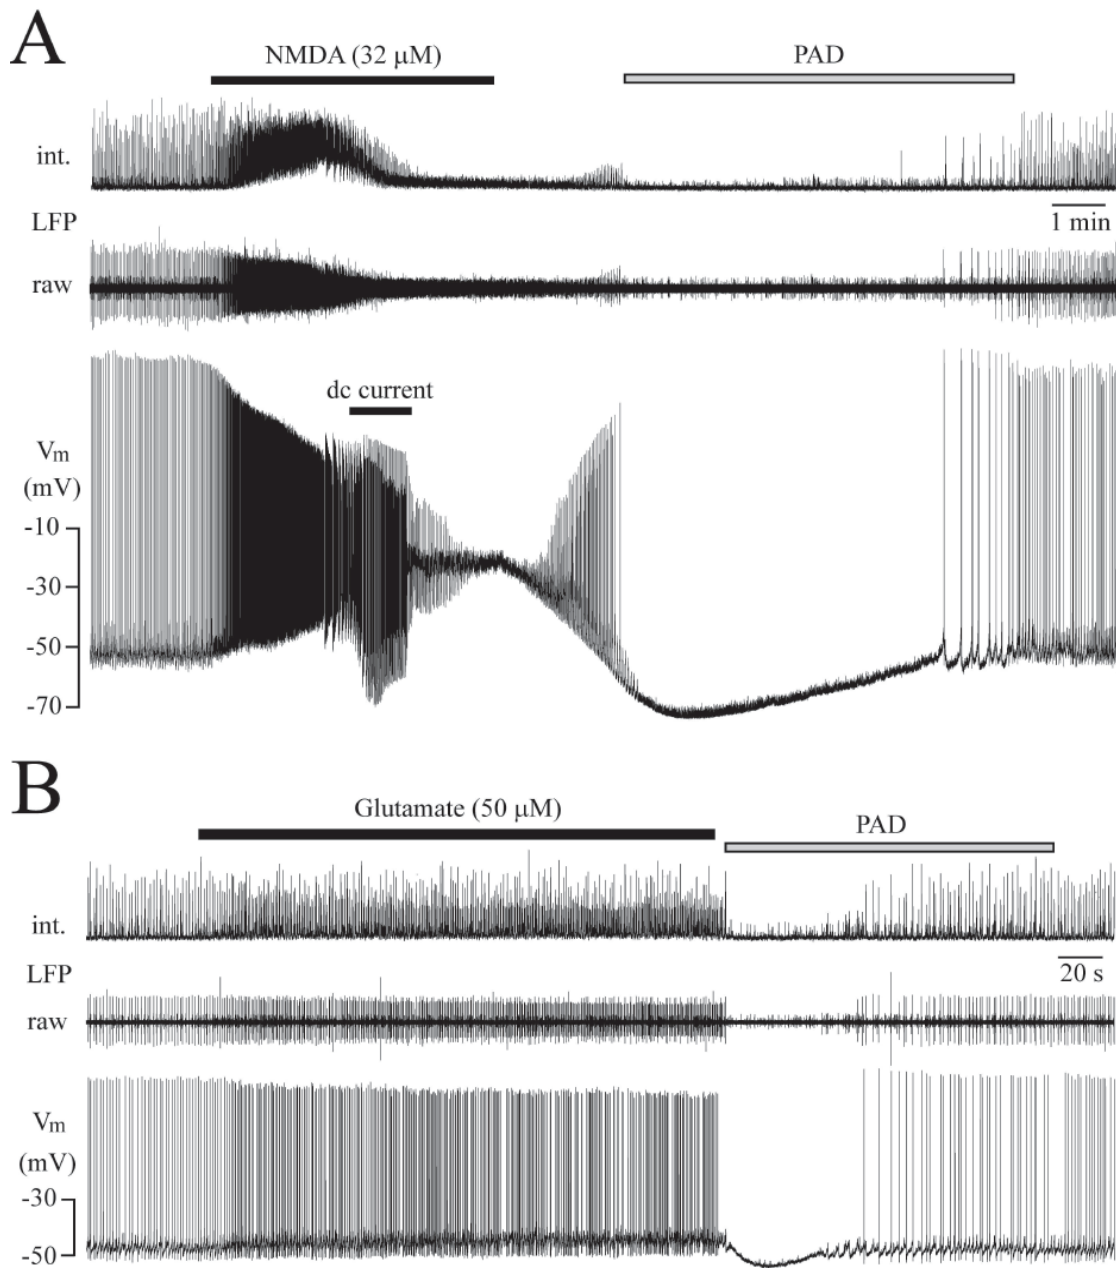 A
NMDA (32 µM)
PAD
int.
LFP
1 min
raw
dc current
Vm
(mV)
-10
-30
-50
-70
B
Glutamate (50 µM)
PAD
int.
LFP
20 s
raw
Vm
(mV)
-30
-50